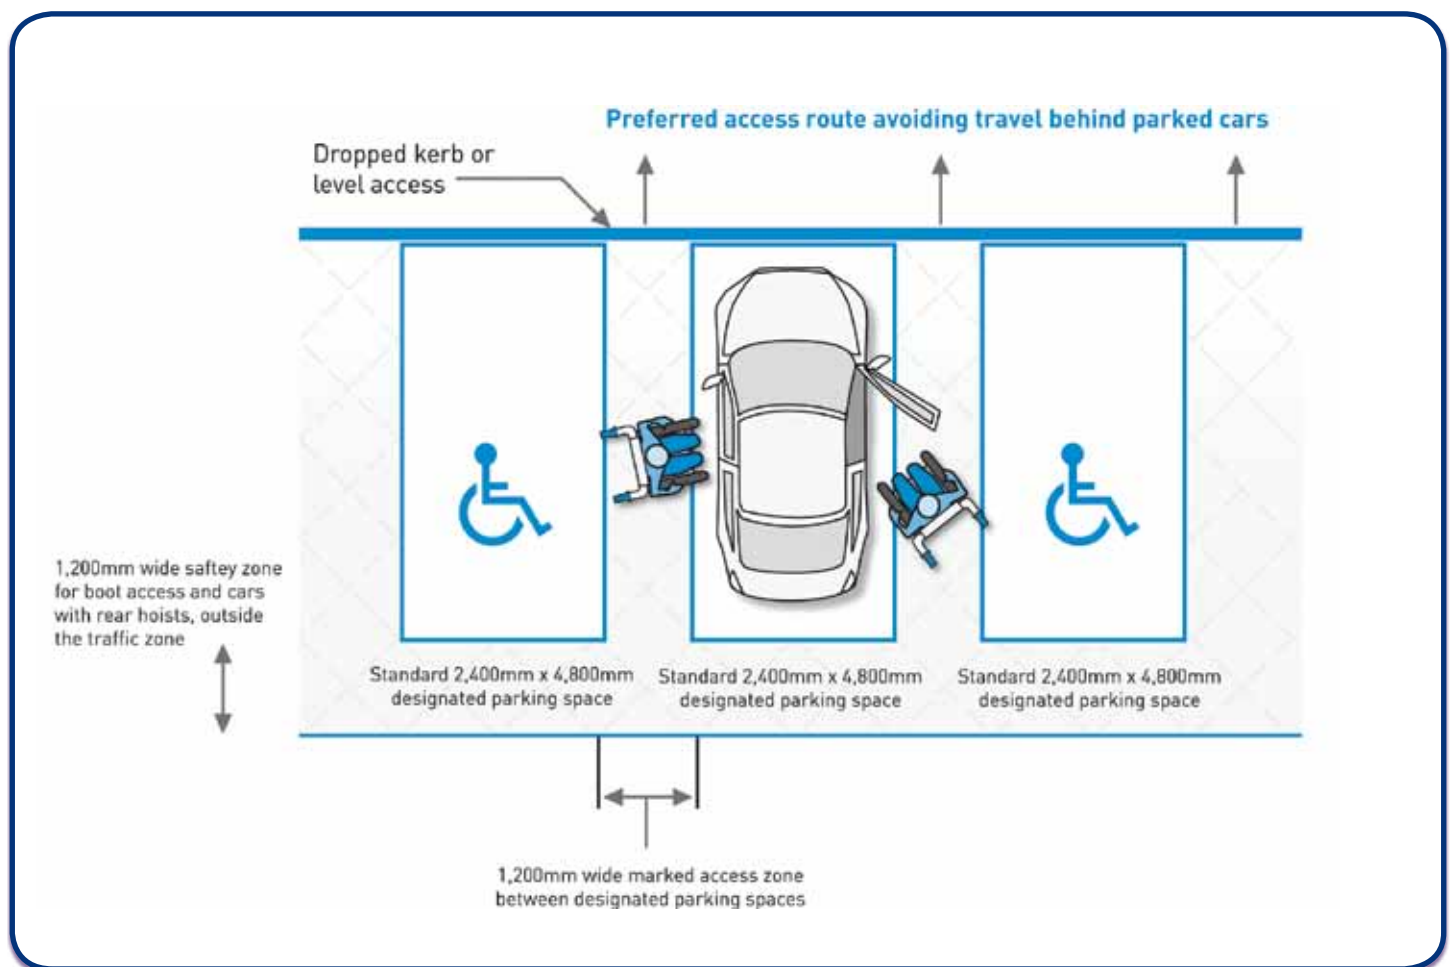 Preferred access route avoiding travel behind parked cars
Dropped kerb or
level access
1,200mm wide saftey zone
for boot access and cars
with rear hoists, outside
the traffic zone
Standard 2,400mm x 4,800mm
designated parking space
Standard 2,400mm x 4,800mm
designated parking space
Standard 2,400mm x 4,800mm
designated parking space
1,200mm wide marked access zone
between designated parking spaces